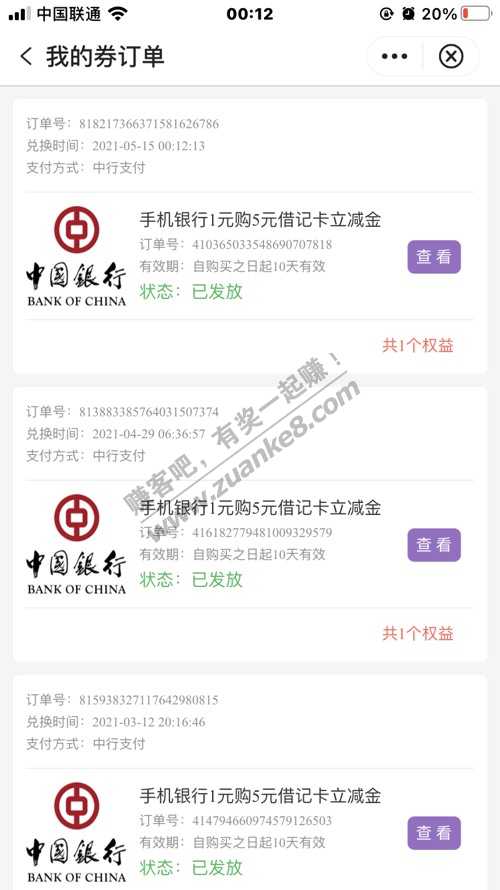 中国联通 00:12 20%
我的券订单
订单号：818217366371581626786
兑换时间：2021-05-15 00:12:13
支付方式：中行支付
手机银行1元购5元借记卡立减金
订单号：410365033548690707818
有效期：自购买之日起10天有效
查 看
中國銀行
BANK OF CHINA
状态：已发放
共1个权益
订单号：813883385764031507374
兑换时间：2021-04-29 06:36:57
支付方式：中行支付
赚客吧，有奖一起赚！
www.zuanke8.com
手机银行1元购5元借记卡立减金
订单号：416182779481009329579
有效期：自购买之日起10天有效
查 看
中國銀行
BANK OF CHINA
状态：已发放
共1个权益
订单号：815938327117642980815
兑换时间：2021-03-12 20:16:46
支付方式：中行支付
手机银行1元购5元借记卡立减金
订单号：414794660974579126503
有效期：自购买之日起10天有效
查 看
中國銀行
BANK OF CHINA
状态：已发放